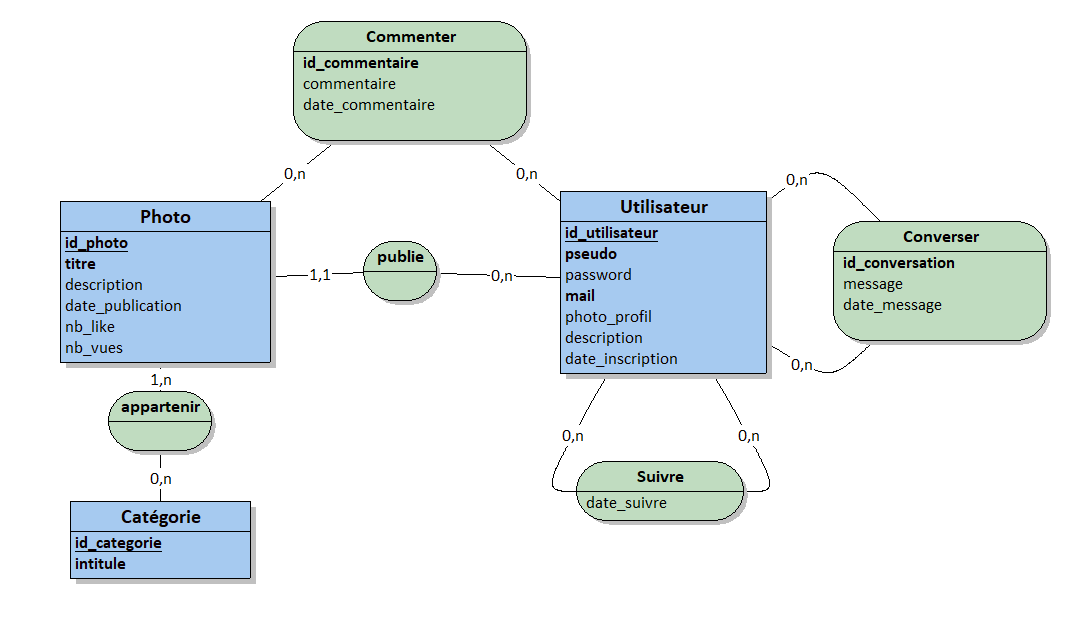 Commenter
id_commentaire
commentaire
date_commentaire
0,n
0,n
Photo
id_photo
titre
description
date_publication
nb_like
nb_vues
1,1
publie
0,n
Utilisateur
id_utilisateur
pseudo
password
mail
photo_profil
description
date_inscription
0,n
Converser
id_conversation
message
date_message
0,n
1,n
appartenir
0,n
Catégorie
id_categorie
intitule
0,n
0,n
Suivre
date_suivre